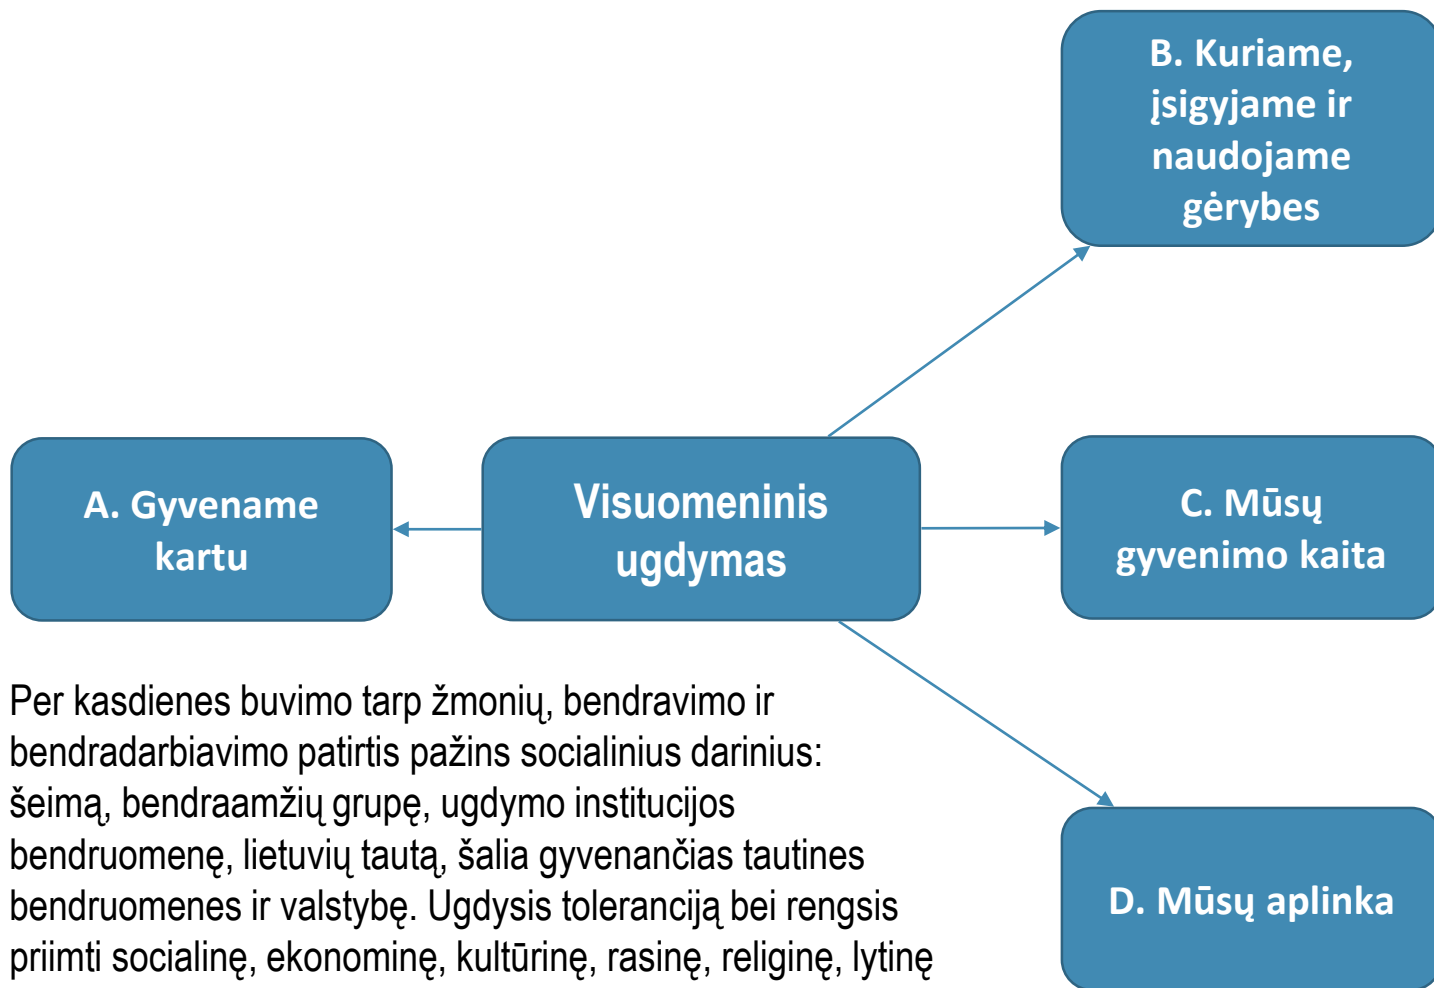 B. Kuriame,
įsigyjame ir
naudojame
gėrybes
A. Gyvename
kartu
Visuomeninis
ugdymas
C. Mūsų
gyvenimo kaita
Per kasdienes buvimo tarp žmonių, bendravimo ir
bendradarbiavimo patirtis pažins socialinius darinius:
šeimą, bendraamžių grupę, ugdymo institucijos
bendruomenę, lietuvių tautą, šalia gyvenančias tautines
bendruomenes ir valstybę. Ugdysis toleranciją bei rengsis
priimti socialinę, ekonominę, kultūrinę, rasinę, religinę, lytinę
D. Mūsų aplinka